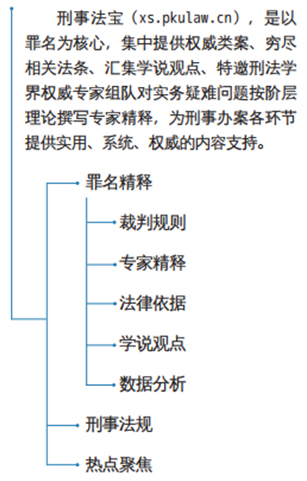 刑事法宝（xs.pkulaw.cn），是以
罪名为核心，集中提供权威类案、穷尽
相关法条、汇集学说观点、特邀刑法学
界权威专家组队对实务疑难问题按阶层
理论撰写专家精释，为刑事办案各环节
提供实用、系统、权威的内容支持。
罪名精释
裁判规则
专家精释
法律依据
学说观点
数据分析
刑事法规
热点聚焦